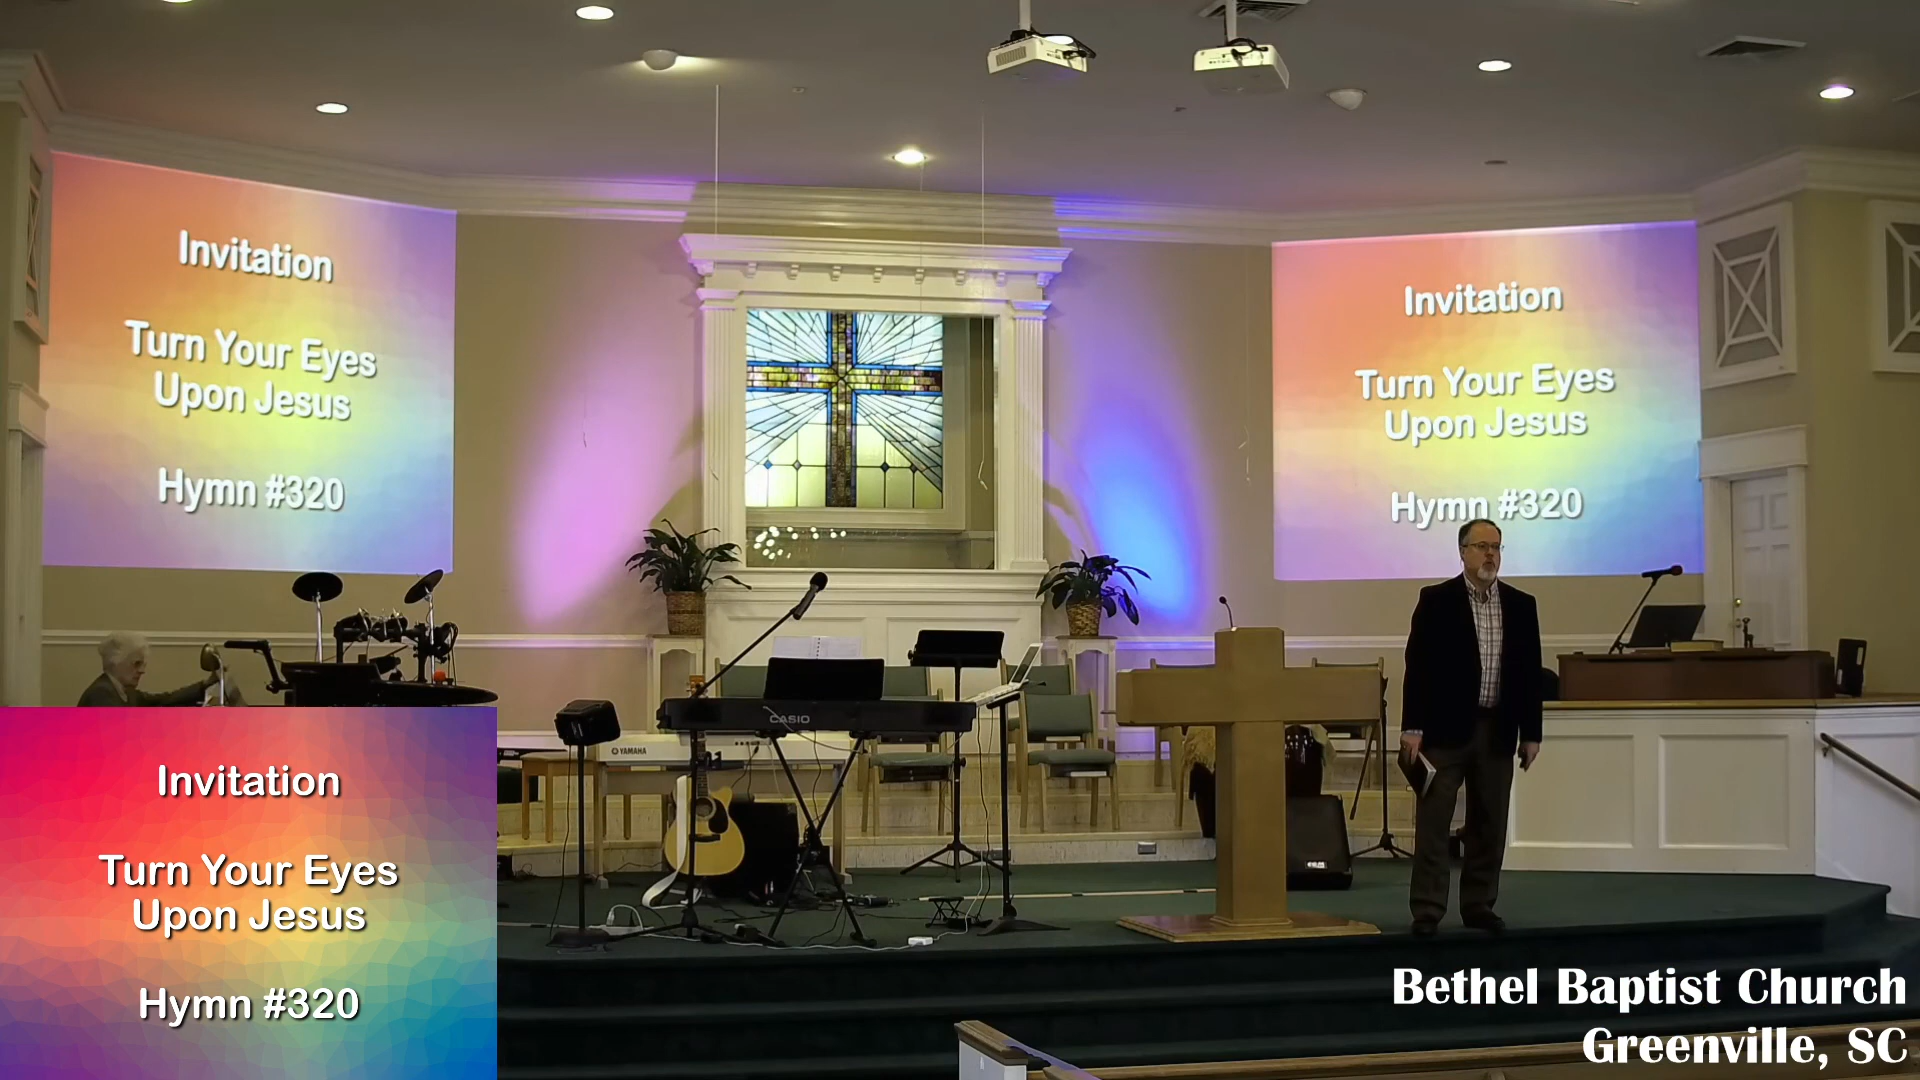 Invitation
Turn Your Eyes
Upon Jesus
Hymn #320
Invitation
Turn Your Eyes
Upon Jesus
Hymn #320
CASIO
YAMAHA
Invitation
Turn Your Eyes
Upon Jesus
Hymn #320
Bethel Baptist Church
Greenville, SC